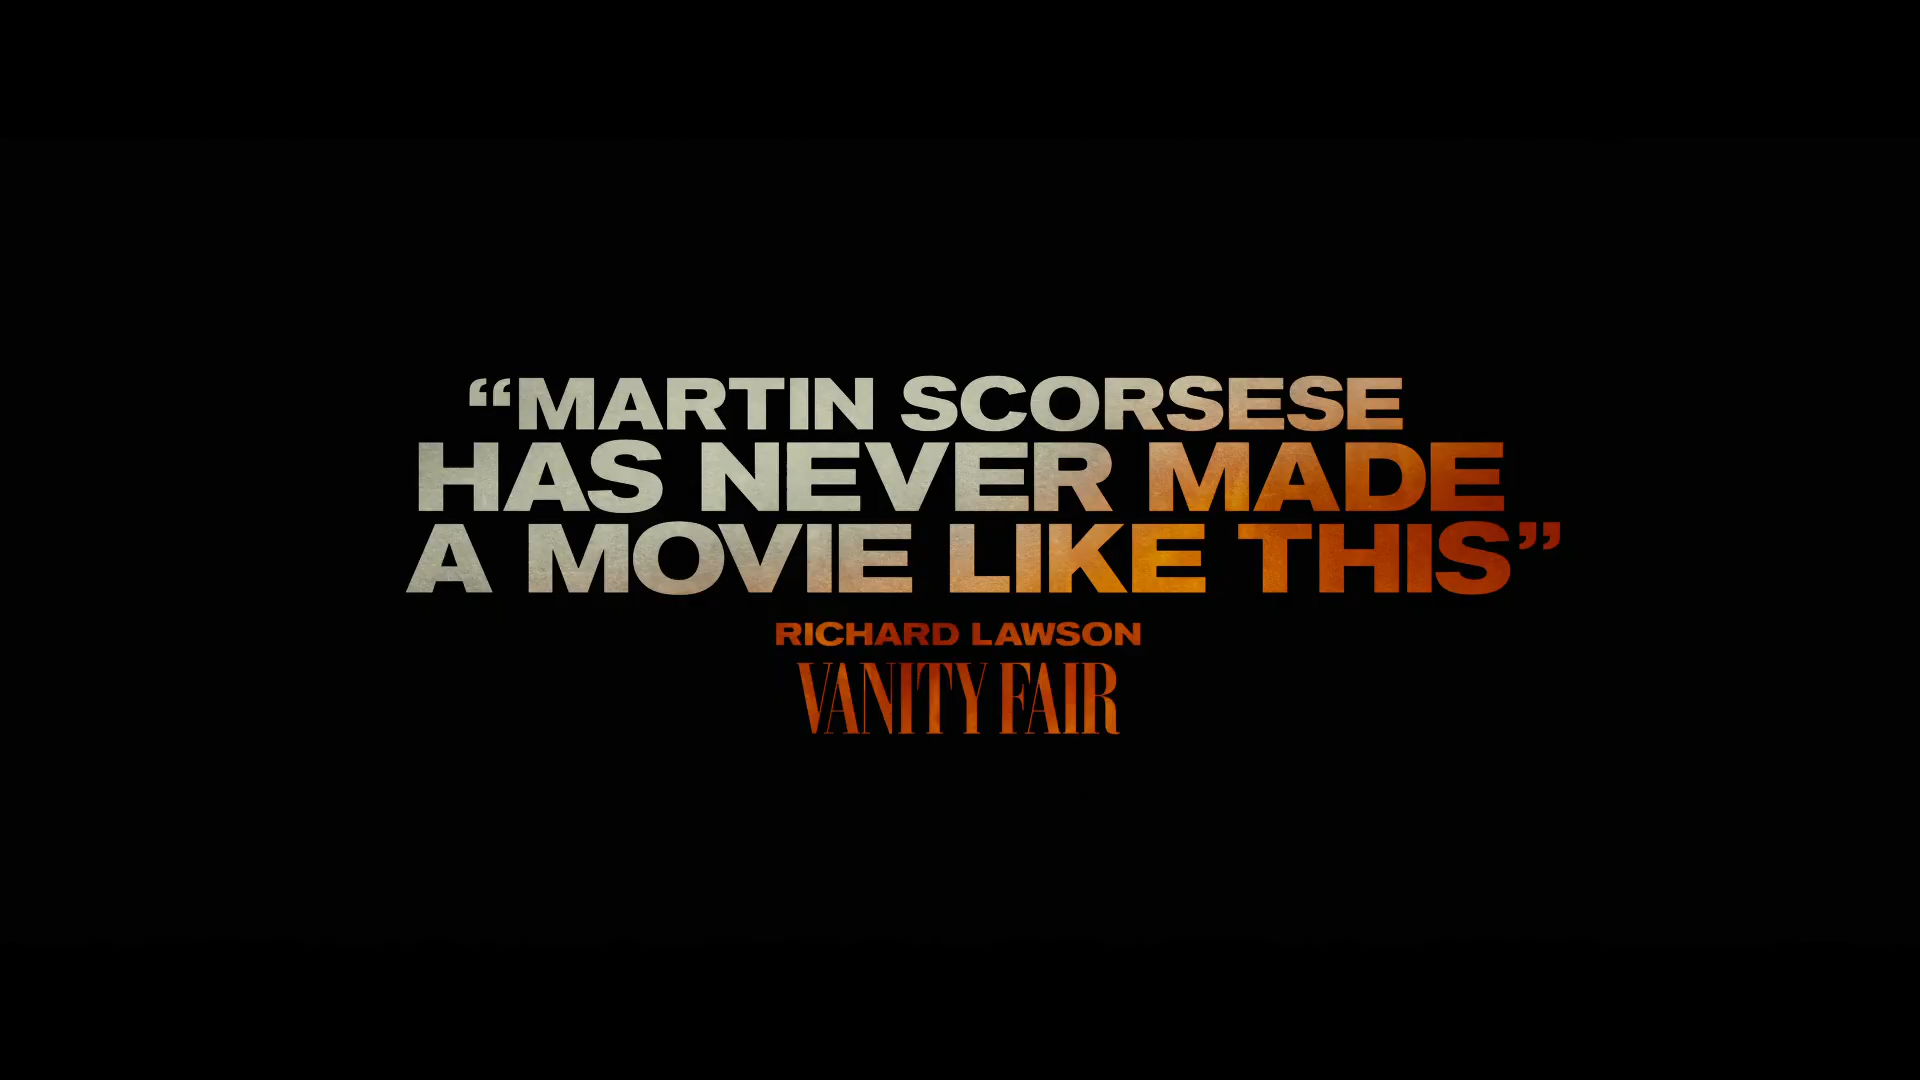 “MARTIN SCORSESE
HAS NEVER MADE
A MOVIE LIKE THIS”
RICHARD LAWSON
VANITY FAIR